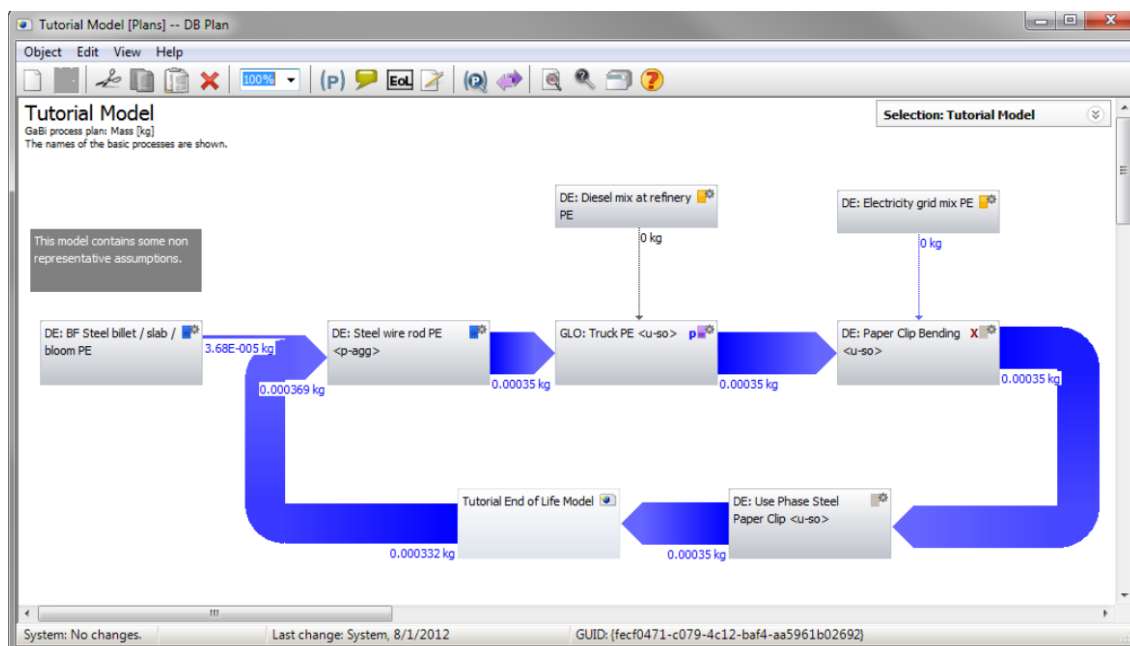 Tutorial Model [Plans] -- DB Plan
Object Edit View Help
100% (P) EoL (P) ?
Tutorial Model
GaBi process plan: Mass [kg]
The names of the basic processes are shown.
Selection: Tutorial Model
This model contains some non
representative assumptions.
DE: Diesel mix at refinery
PE
0 kg
DE: Electricity grid mix PE
0 kg
DE: BF Steel billet / slab /
bloom PE
3.68E-005 kg
0.000369 kg
DE: Steel wire rod PE
<p-agg>
0.00035 kg
GLO: Truck PE <u-so> p
0.00035 kg
DE: Paper Clip Bending X
<u-so>
0.00035 kg
Tutorial End of Life Model
0.000332 kg
DE: Use Phase Steel
Paper Clip <u-so>
0.00035 kg
System: No changes.
Last change: System, 8/1/2012
GUID: {fecf0471-c079-4c12-baf4-aa5961b02692}